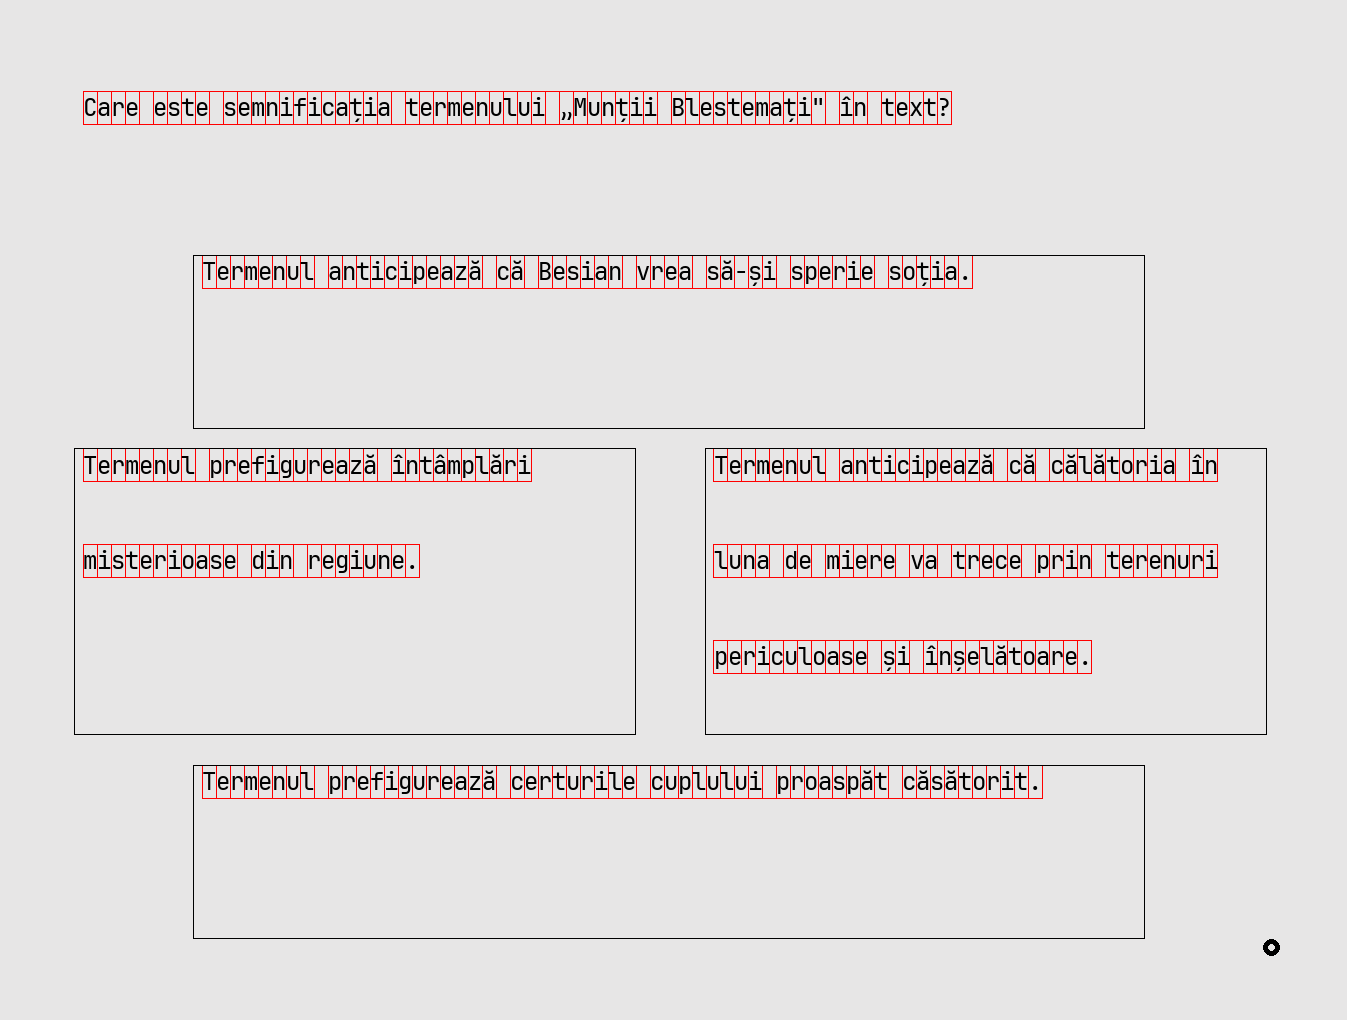 Care este semnificația termenului „Munții Blestemați" în text?
Termenul anticipează că Besian vrea să-și sperie soția.
Termenul prefigurează întâmplări
misterioase din regiune.
Termenul anticipează că călătoria în
luna de miere va trece prin terenuri
periculoase și înșelătoare.
Termenul prefigurează certurile cuplului proaspăt căsătorit.